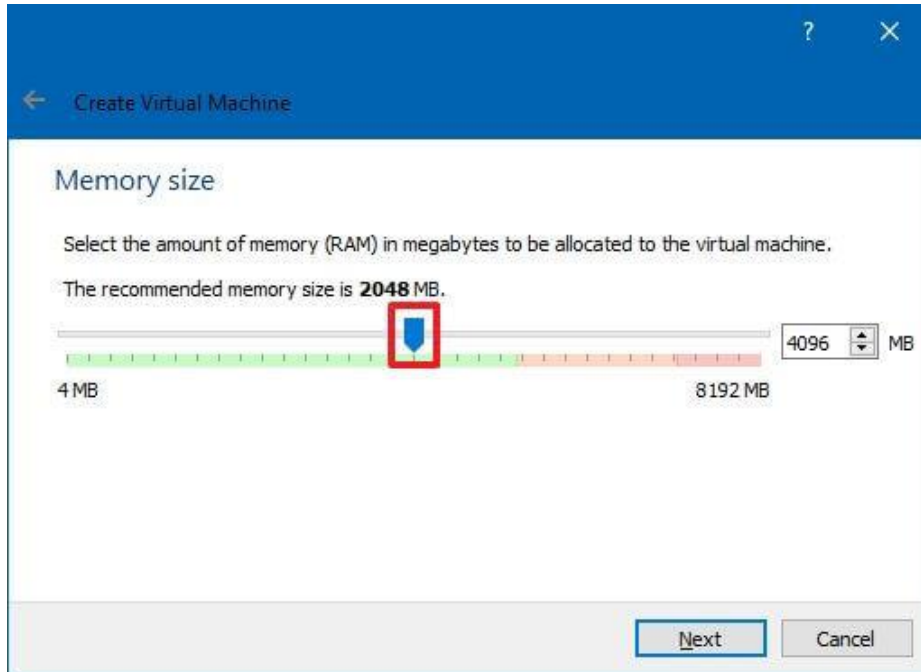 ?
Create Virtual Machine
Memory size
Select the amount of memory (RAM) in megabytes to be allocated to the virtual machine.
The recommended memory size is 2048 MB.
4096 MB
4 MB 8192 MB
Next Cancel